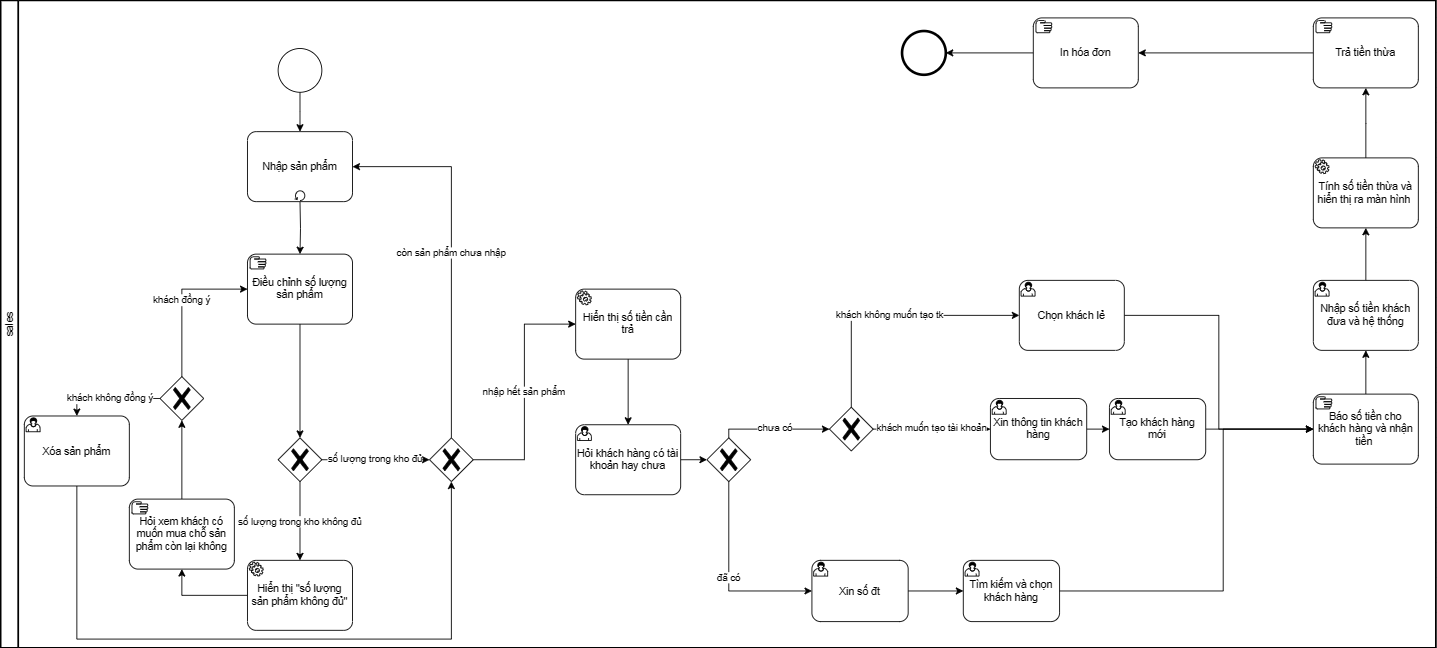 sales
Nhập sản phẩm
Điều chỉnh số lượng
sản phẩm
khách đồng ý
khách không đồng ý
Xóa sản phẩm
Hỏi xem khách có
muốn mua chỗ sản
phẩm còn lại không
số lượng trong kho không đủ
Hiển thị "số lượng
sản phẩm không đủ"
số lượng trong kho đủ
còn sản phẩm chưa nhập
nhập hết sản phẩm
Hiển thị số tiền cần
trả
Hỏi khách hàng có tài
khoản hay chưa
chưa có
đã có
khách không muốn tạo tk
Chọn khách lẻ
khách muốn tạo tài khoản
Xin thông tin khách
hàng
Tạo khách hàng
mới
Xin số đt
Tìm kiếm và chọn
khách hàng
Báo số tiền cho
khách hàng và nhận
tiền
Nhập số tiền khách
đưa và hệ thống
Tính số tiền thừa và
hiển thị ra màn hình
Trả tiền thừa
In hóa đơn